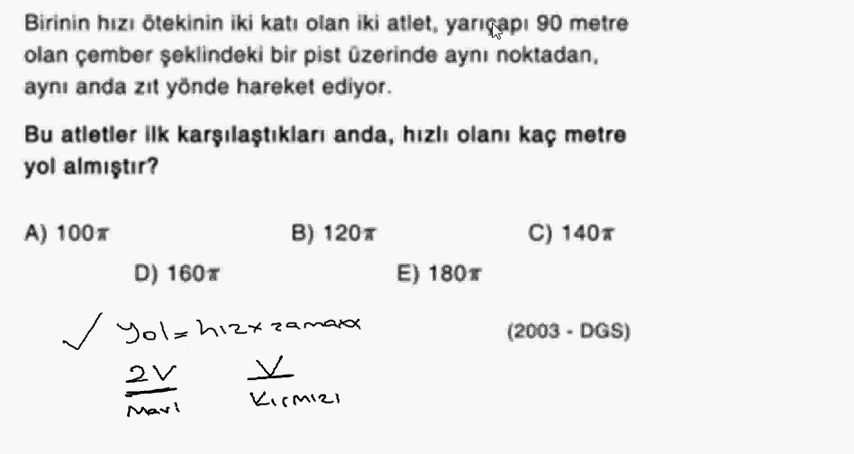 Birinin hızı ötekinin iki katı olan iki atlet, yarıçapı 90 metre
olan çember şeklindeki bir pist üzerinde aynı noktadan,
aynı anda zıt yönde hareket ediyor.
Bu atletler ilk karşılaştıkları anda, hızlı olanı kaç metre
yol almıştır?
A) 100π B) 120π C) 140π
D) 160π E) 180π
(2003 - DGS)
✓ yol = hız x zaman
2V V
mavi kırmızı